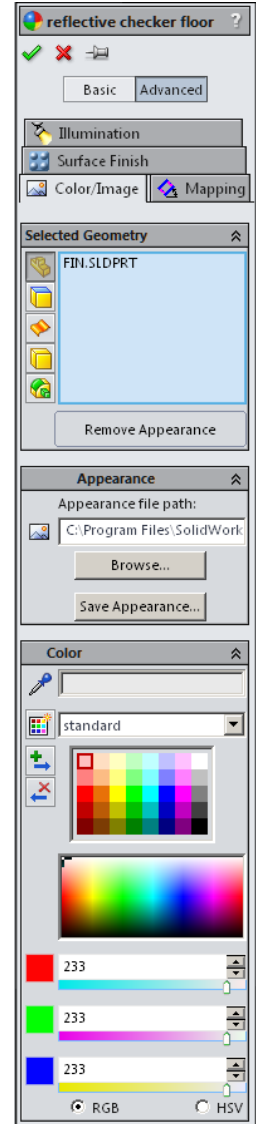 reflective checker floor ?
Basic Advanced
Illumination
Surface Finish
Color/Image Mapping
Selected Geometry
FIN.SLDPRT
Remove Appearance
Appearance
Appearance file path:
C:\Program Files\SolidWork
Browse...
Save Appearance...
Color
standard
233
233
233
RGB HSV